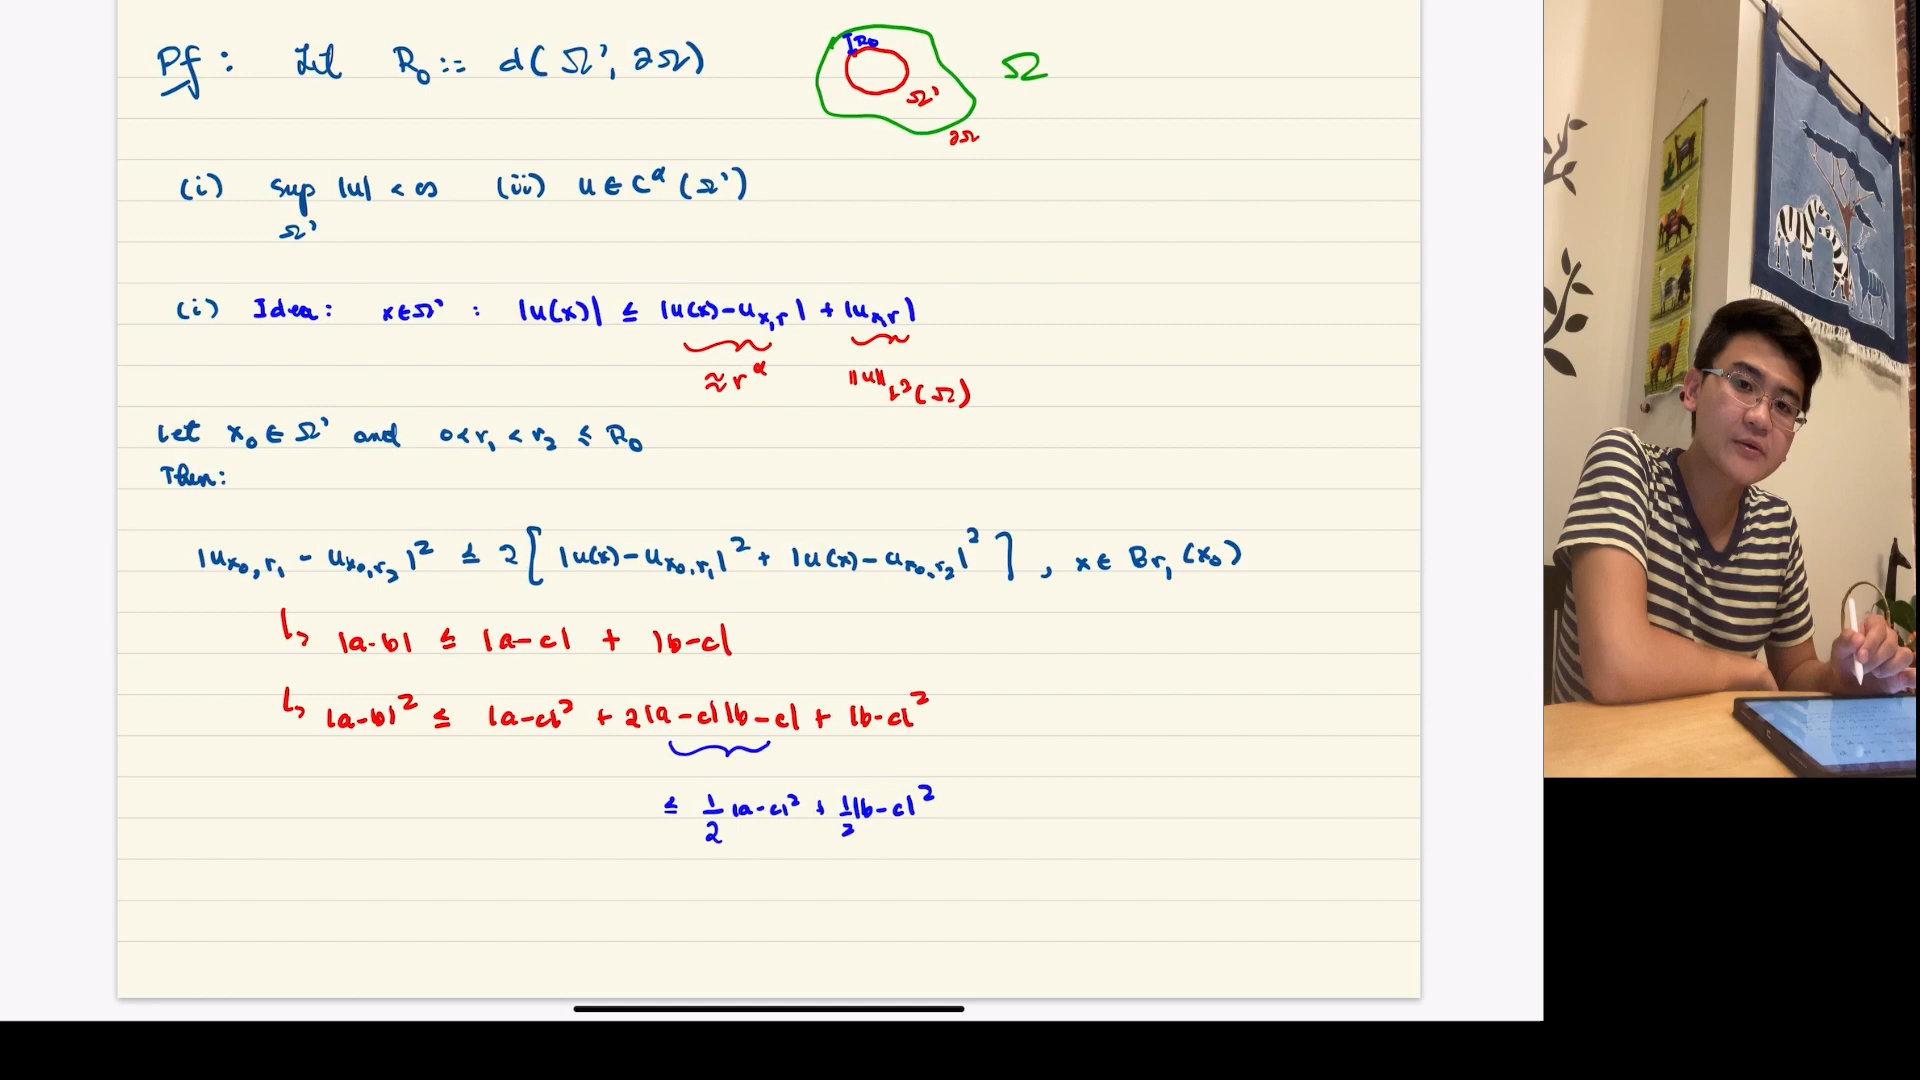 Pf: Let R₀ := d(Ω', ∂Ω)
R₀
Ω'
Ω
∂Ω
(i) sup |u| < ∞ (ii) u ∈ C^α(Ω')
Ω'
(i) Idea: x∈Ω' : |u(x)| ≤ |u(x)-u_{x,r}| + |u_{x,r}|
≈ r^α ||u||_{L²(Ω)}
Let x₀ ∈ Ω' and 0<r₁<r₂ ≤ R₀
Then:
|u_{x₀,r₁} - u_{x₀,r₂}|² ≤ 2[ |u(x)-u_{x₀,r₁}|² + |u(x)-u_{x₀,r₂}|² ], x∈ B_{r₁}(x₀)
↳ |a-b| ≤ |a-c| + |b-c|
↳ |a-b|² ≤ |a-c|² + 2|a-c||b-c| + |b-c|²
≤ 1/2 |a-c|² + 1/2 |b-c|²